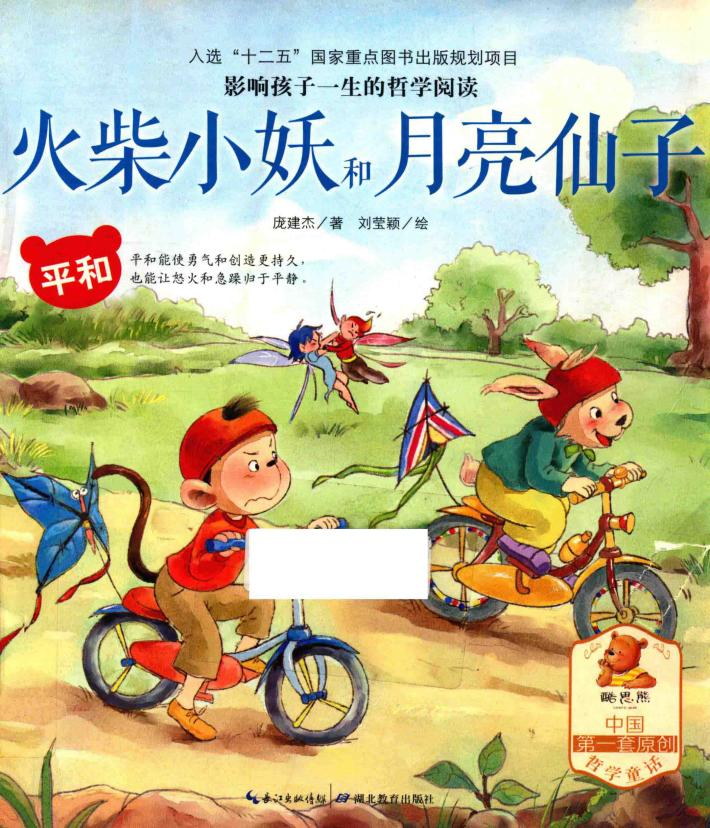 入选“十二五”国家重点图书出版规划项目
影响孩子一生的哲学阅读
火柴小妖和月亮仙子
庞建杰/著 刘莹颖/绘
平和
平和能使勇气和创造更持久，
也能让怒火和急躁归于平静。
酷思熊
中国
第一套原创
哲学童话
长江出版传媒 湖北教育出版社